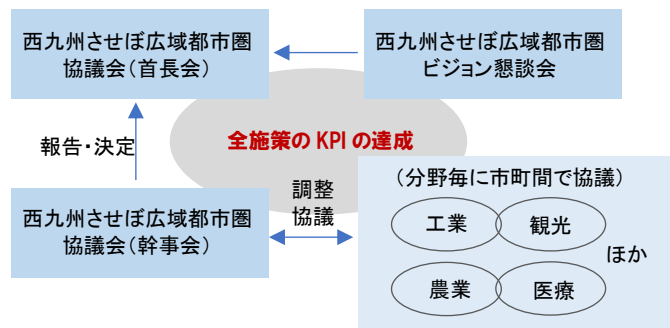 西九州させぼ広域都市圏
協議会(首長会)
西九州させぼ広域都市圏
ビジョン懇談会
報告・決定
全施策の KPI の達成
調整
協議
西九州させぼ広域都市圏
協議会(幹事会)
(分野毎に市町間で協議)
工業
観光
農業
医療
ほか